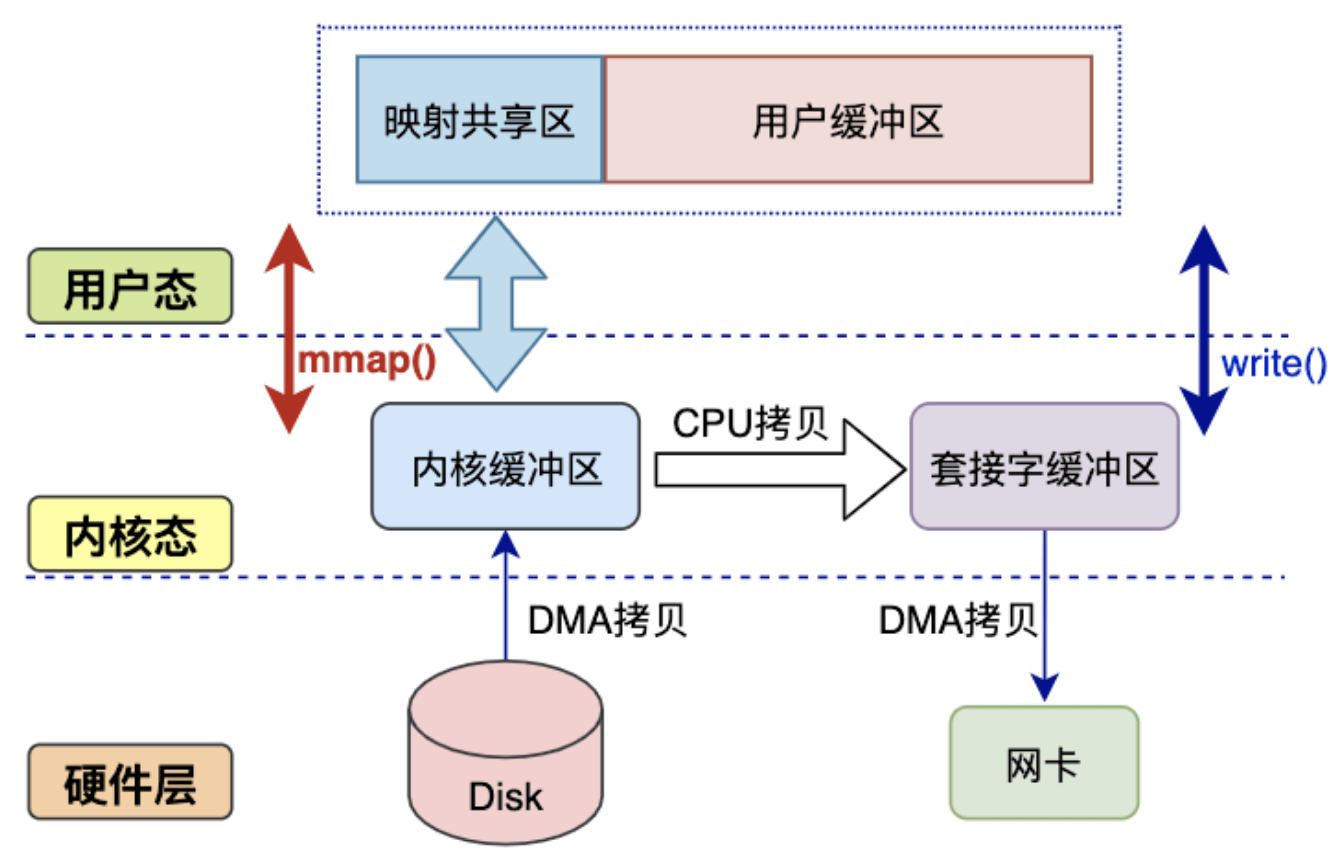 映射共享区
用户缓冲区
用户态
mmap()
write()
CPU拷贝
内核缓冲区
套接字缓冲区
内核态
DMA拷贝
DMA拷贝
硬件层
Disk
网卡